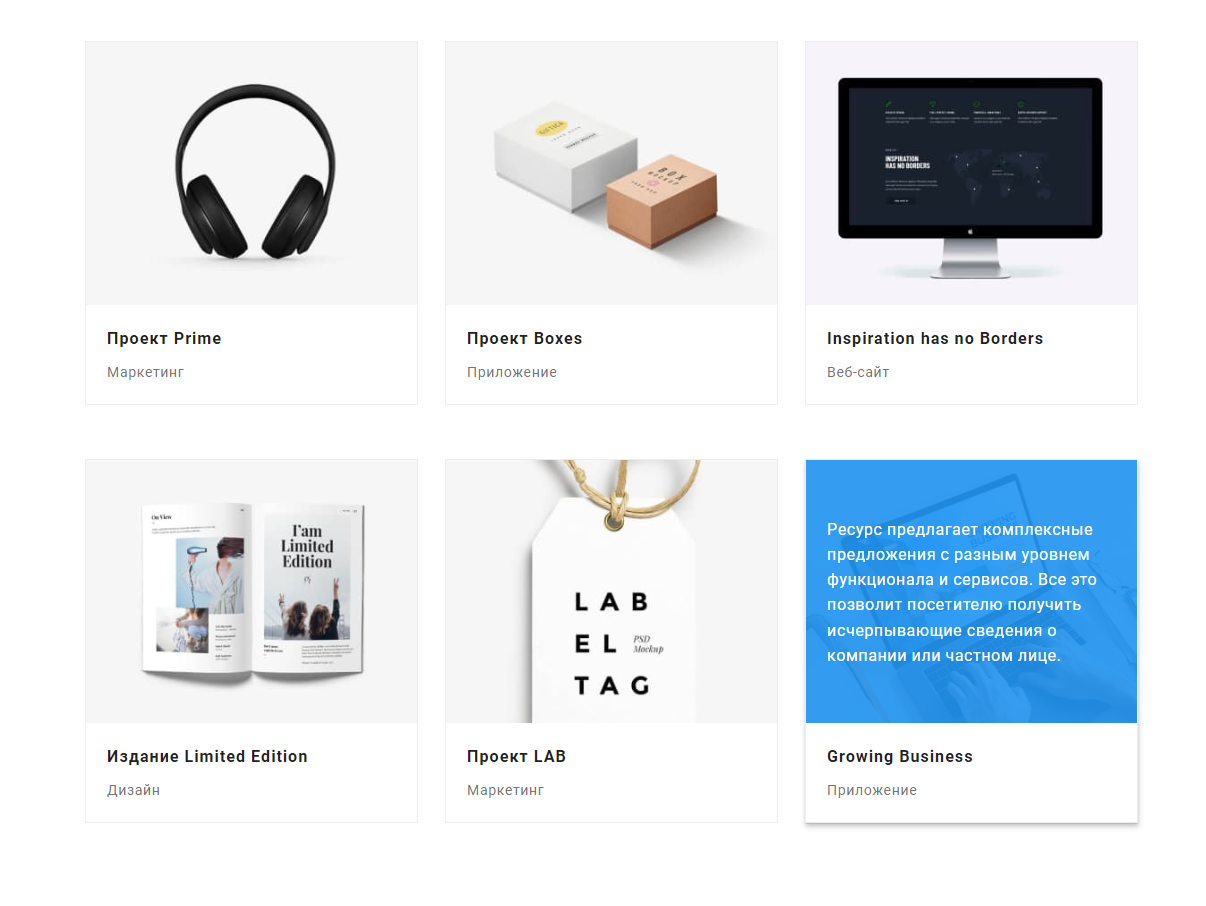 INSPIRATION
HAS NO BORDERS
Проект Prime
Маркетинг
Проект Boxes
Приложение
Inspiration has no Borders
Веб-сайт
On View
I'am
Limited
Edition
LAB
EL
PSD
Mockup
TAG
Ресурс предлагает комплексные
предложения с разным уровнем
функционала и сервисов. Все это
позволит посетителю получить
исчерпывающие сведения о
компании или частном лице.
Издание Limited Edition
Дизайн
Проект LAB
Маркетинг
Growing Business
Приложение